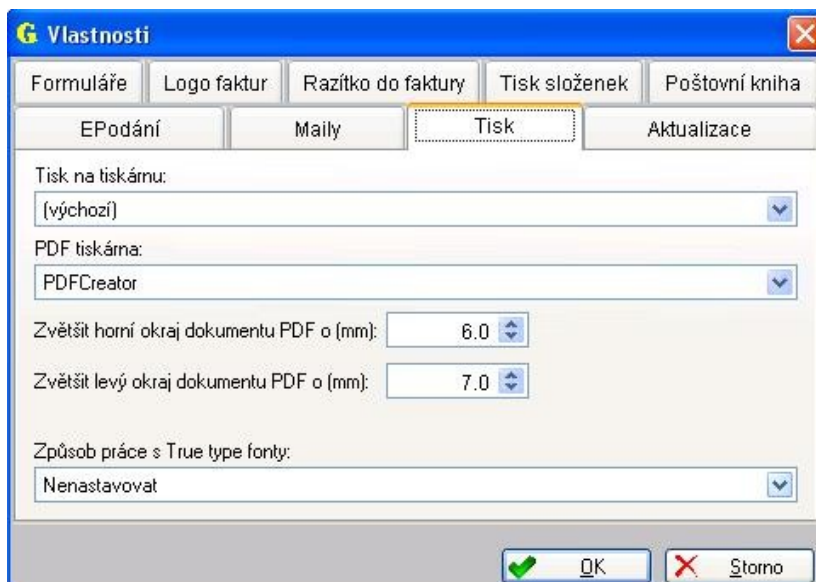 G Vlastnosti
Formuláře Logo faktur Razítko do faktury Tisk složenek Poštovní kniha
EPodání Maily Tisk Aktualizace
Tisk na tiskárnu:
(výchozí)
PDF tiskárna:
PDFCreator
Zvětšit horní okraj dokumentu PDF o (mm): 6.0
Zvětšit levý okraj dokumentu PDF o (mm): 7.0
Způsob práce s True type fonty:
Nenastavovat
OK Storno